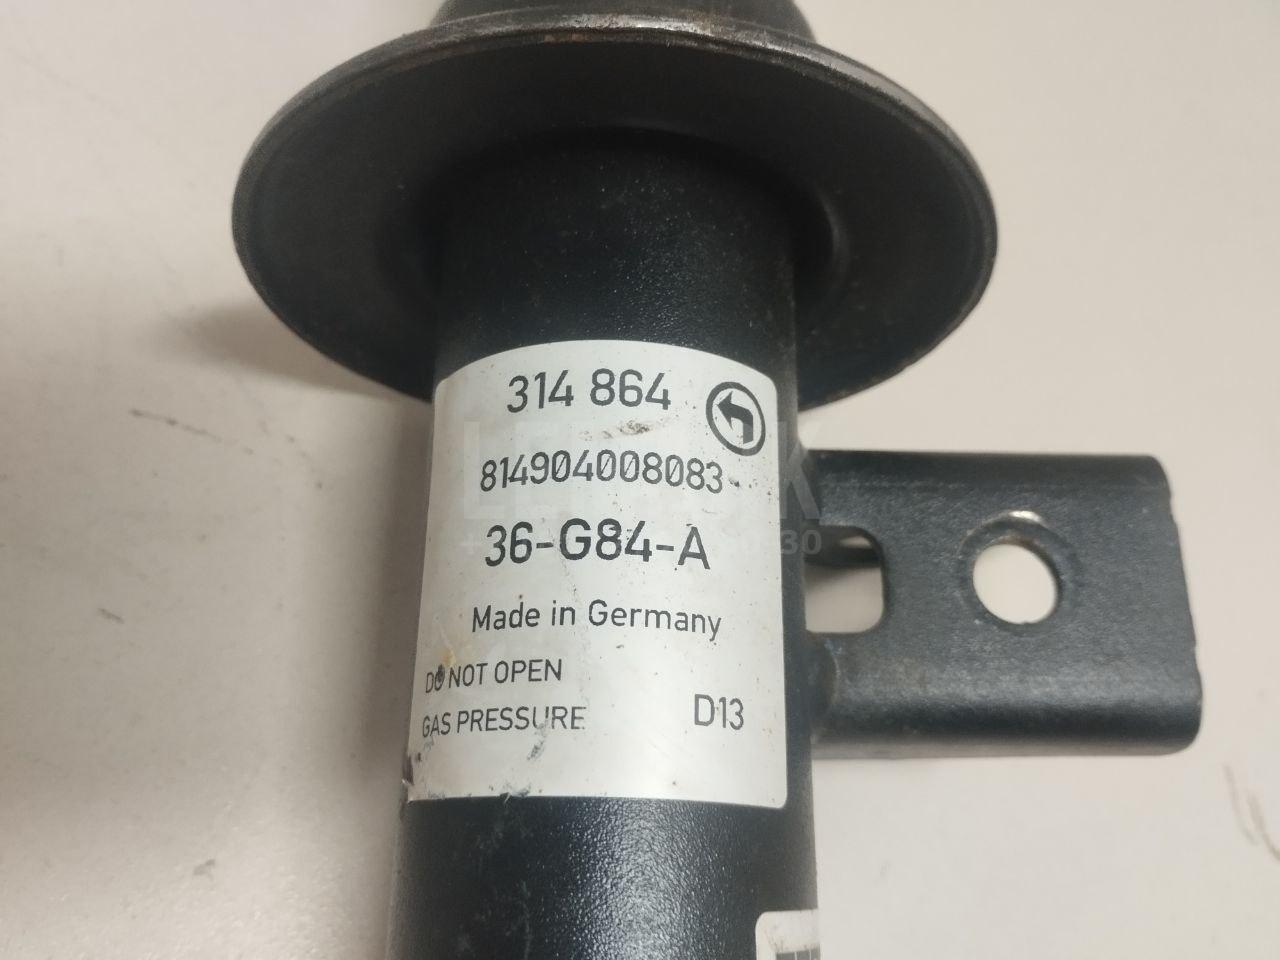 314 864
814904008083
36-G84-A
Made in Germany
DO NOT OPEN
GAS PRESSURE
D13